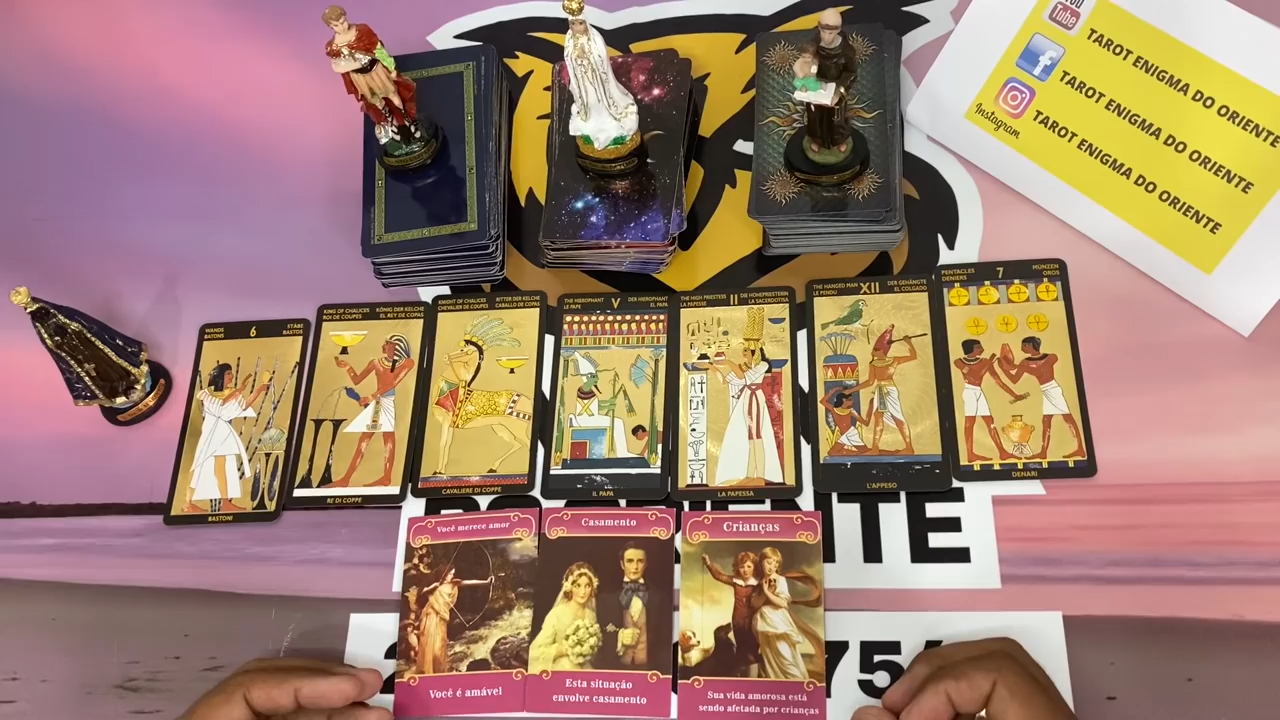 You
Tube
TAROT ENIGMA DO ORIENTE
TAROT ENIGMA DO ORIENTE
Instagram
TAROT ENIGMA DO ORIENTE
WANDS
BATONS
6
STÄBE
BASTOS
BASTONI
KING OF CHALICES
ROI DE COUPES
KÖNIG DER KELCHE
EL REY DE COPAS
RE DI COPPE
KNIGHT OF CHALICES
CHEVALIER DE COUPES
RITTER DER KELCHE
CABALLO DE COPAS
CAVALIERE DI COPPE
THE HIEROPHANT
LE PAPE
V
DER HIEROPHANT
EL PAPA
IL PAPA
THE HIGH PRIESTESS
LA PAPESSE
II
DIE HOHEPRIESTERIN
LA SACERDOTISA
LA PAPESSA
THE HANGED MAN
LE PENDU
XII
DER GEHÄNGTE
EL COLGADO
L'APPESO
PENTACLES
DENIERS
7
MÜNZEN
OROS
DENARI
Você merece amor
Você é amável
Casamento
Esta situação
envolve casamento
Crianças
Sua vida amorosa está
sendo afetada por crianças